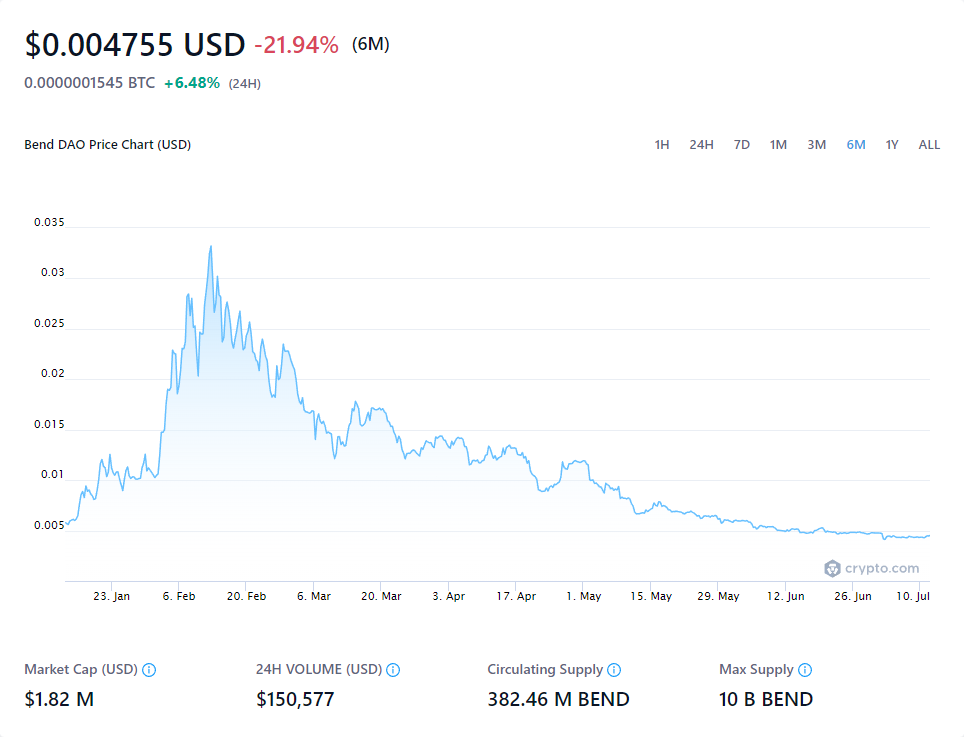 $0.004755 USD -21.94% (6M)
0.0000001545 BTC +6.48% (24H)
Bend DAO Price Chart (USD) 1H 24H 7D 1M 3M 6M 1Y ALL
0.035
0.03
0.025
0.02
0.015
0.01
0.005
crypto.com
23. Jan 6. Feb 20. Feb 6. Mar 20. Mar 3. Apr 17. Apr 1. May 15. May 29. May 12. Jun 26. Jun 10. Jul
Market Cap (USD) 24H VOLUME (USD) Circulating Supply Max Supply
$1.82 M $150,577 382.46 M BEND 10 B BEND